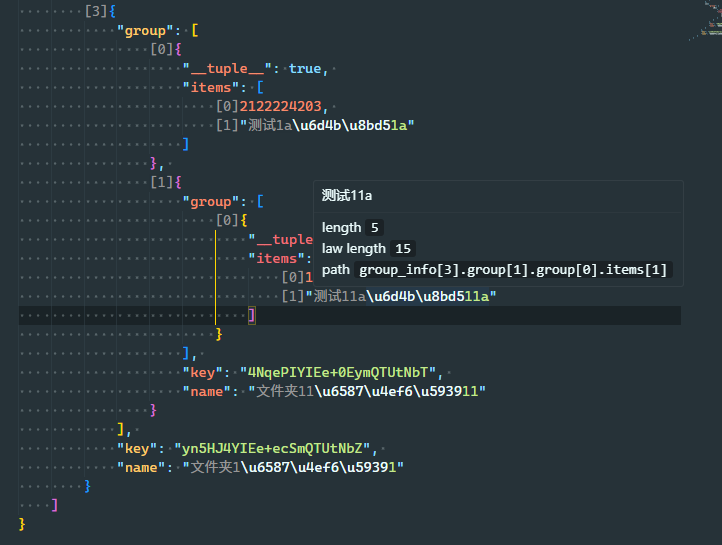 [3]{
"group": [
[0]{
"__tuple__": true,
"items": [
[0]2122224203,
[1]"测试1a\u6d4b\u8bd51a"
]
},
[1]{
"group": [
[0]{
"__tuple
"items":
[0]1
[1]"测试11a\u6d4b\u8bd511a"
]
}
],
"key": "4NqePIYIEe+0EymQTUtNbT",
"name": "文件夹11\u6587\u4ef6\u593911"
}
],
"key": "yn5HJ4YIEe+ecSmQTUtNbZ",
"name": "文件夹1\u6587\u4ef6\u59391"
}
]
}
测试11a
length 5
law length 15
path group_info[3].group[1].group[0].items[1]